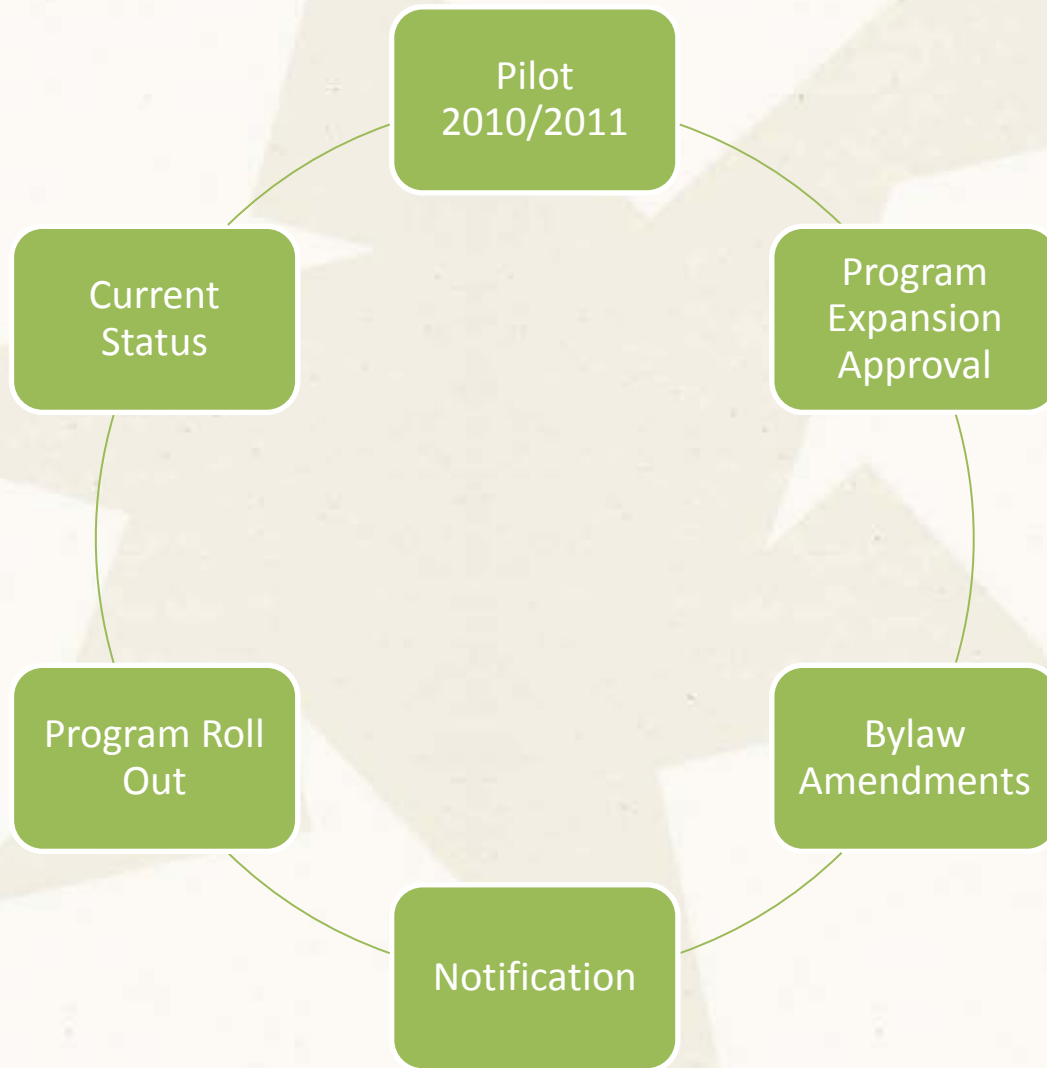 Pilot
2010/2011
Program
Expansion
Approval
Bylaw
Amendments
Notification
Program Roll
Out
Current
Status